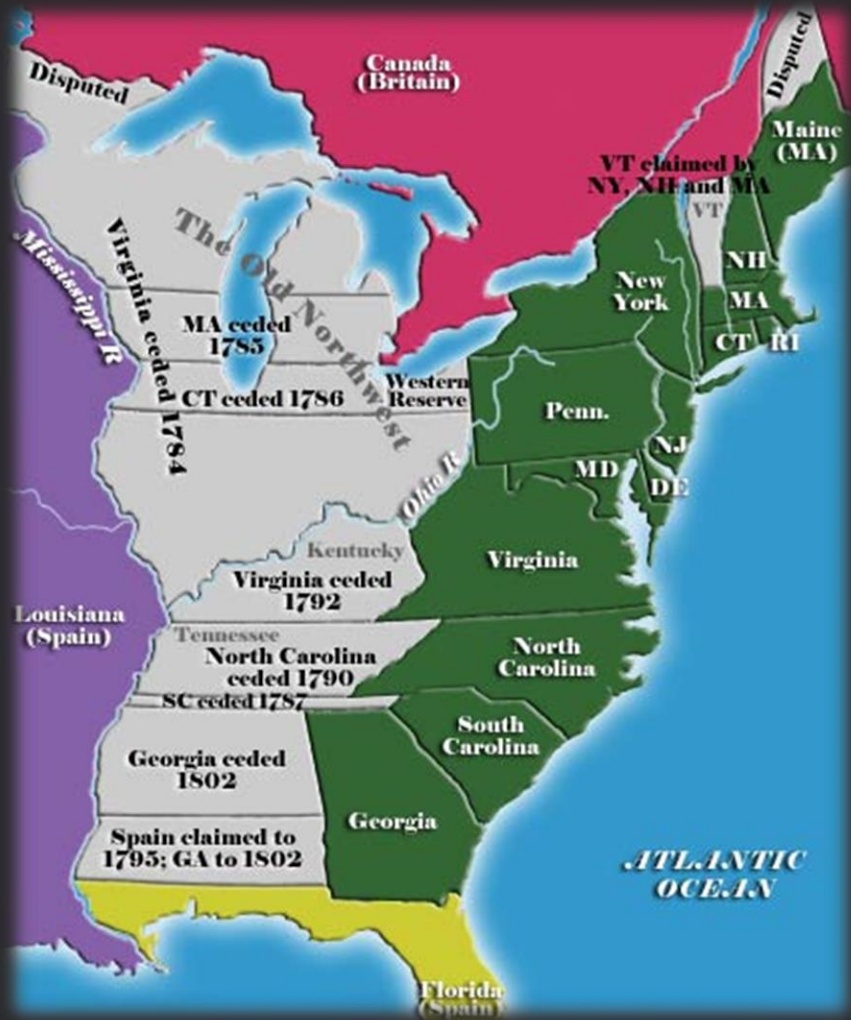 Disputed
Canada
(Britain)
Disputed
Maine
(MA)
VT claimed by
NY, NH and MA
VT
Mississippi R
Virginia ceded 1784
The Old Northwest
NH
New
York
MA
MA ceded
1785
CT
RI
Western
Reserve
CT ceded 1786
Penn.
NJ
MD
DE
Ohio R
Kentucky
Virginia ceded
1792
Virginia
Louisiana
(Spain)
Tennessee
North Carolina
ceded 1790
North
Carolina
SC ceded 1787
South
Carolina
Georgia ceded
1802
Georgia
Spain claimed to
1795; GA to 1802
ATLANTIC
OCEAN
Florida
(Spain)